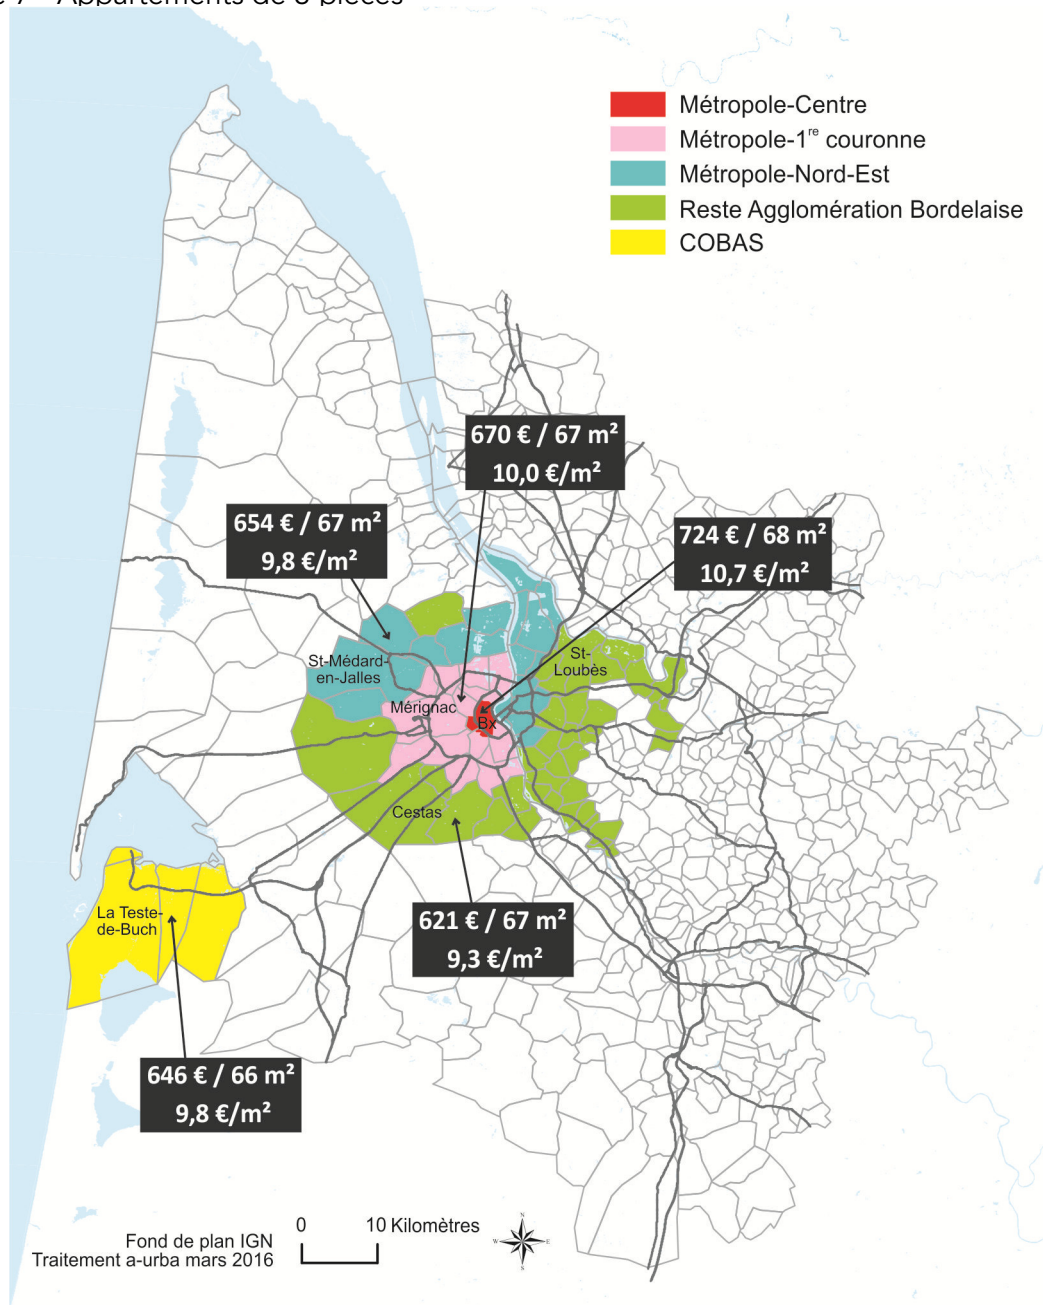 Appartements de 3 pièces
Métropole-Centre
Métropole-1re couronne
Métropole-Nord-Est
Reste Agglomération Bordelaise
COBAS
670 € / 67 m²
10,0 €/m²
654 € / 67 m²
9,8 €/m²
724 € / 68 m²
10,7 €/m²
St-Médard-
en-Jalles
St-
Loubès
Mérignac
Bx
Cestas
La Teste-
de-Buch
621 € / 67 m²
9,3 €/m²
646 € / 66 m²
9,8 €/m²
0 10 Kilomètres
N
W E
S
Fond de plan IGN
Traitement a-urba mars 2016